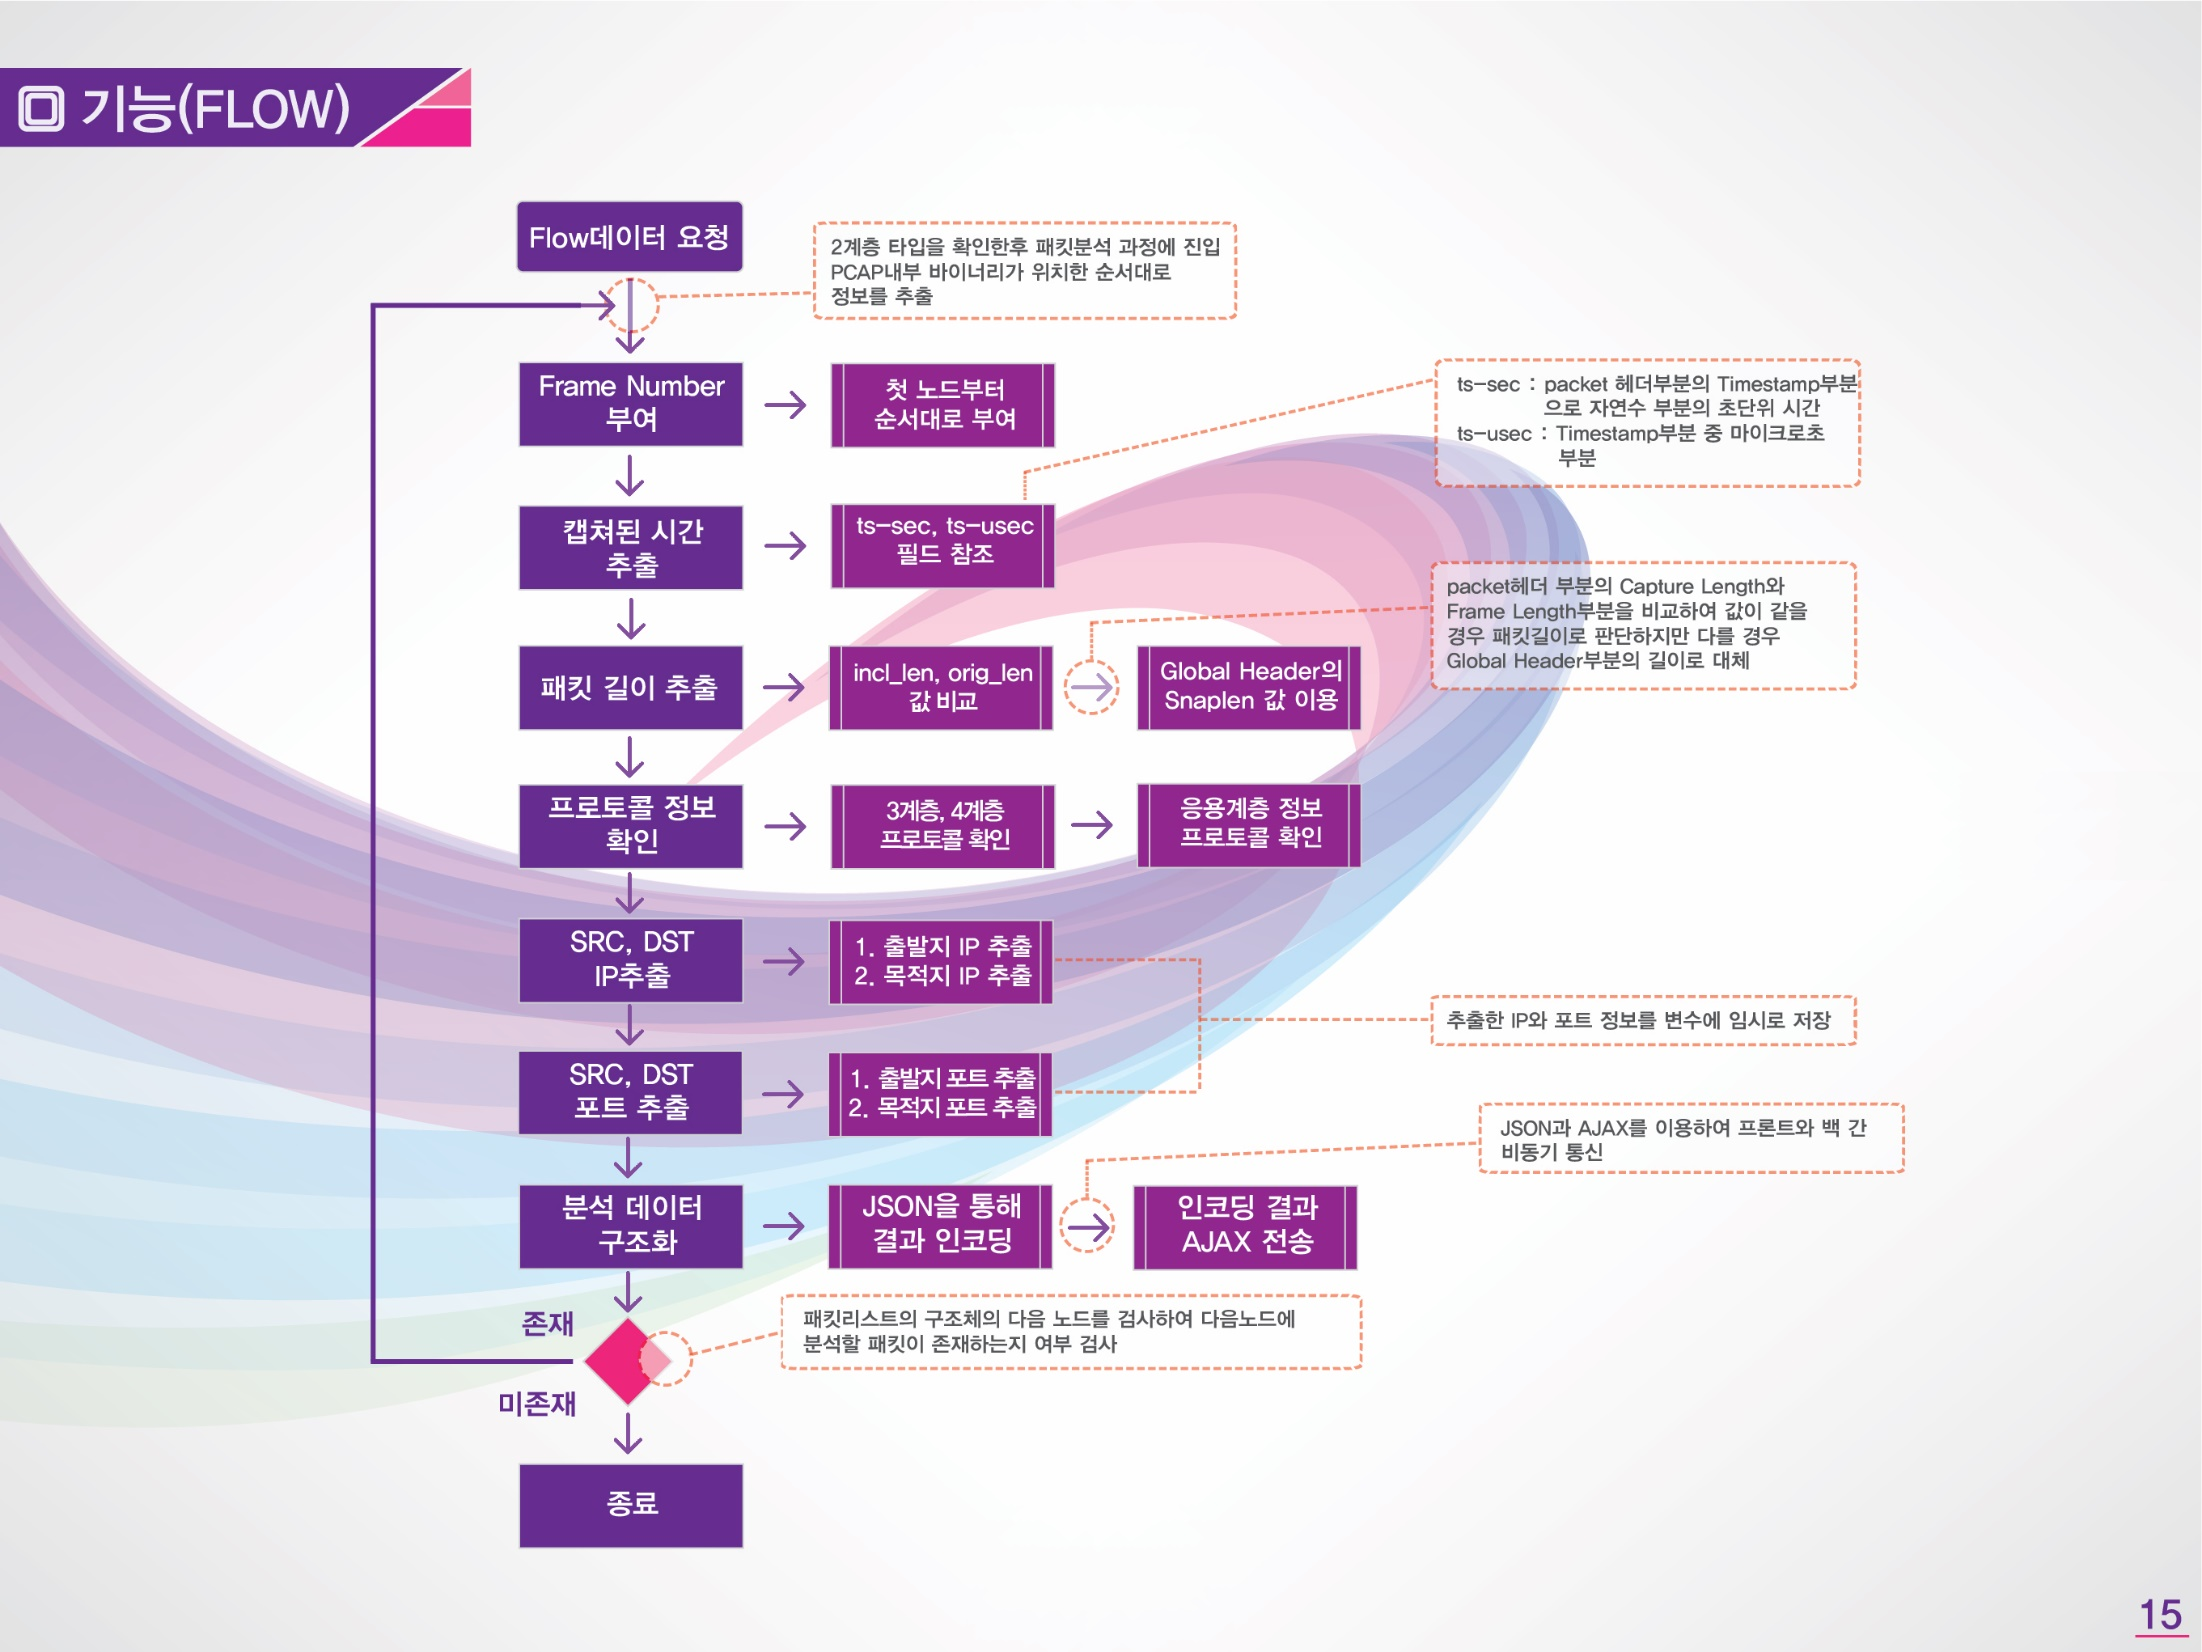 기능(FLOW)
Flow데이터 요청
2계층 타입을 확인한후 패킷분석 과정에 진입
PCAP내부 바이너리가 위치한 순서대로
정보를 추출
Frame Number
부여
첫 노드부터
순서대로 부여
ts-sec : packet 헤더부분의 Timestamp부분
으로 자연수 부분의 초단위 시간
ts-usec : Timestamp부분 중 마이크로초
부분
캡쳐된 시간
추출
ts-sec, ts-usec
필드 참조
packet헤더 부분의 Capture Length와
Frame Length부분을 비교하여 값이 같을
경우 패킷길이로 판단하지만 다를 경우
Global Header부분의 길이로 대체
패킷 길이 추출
incl_len, orig_len
값 비교
Global Header의
Snaplen 값 이용
프로토콜 정보
확인
3계층, 4계층
프로토콜 확인
응용계층 정보
프로토콜 확인
SRC, DST
IP추출
1. 출발지 IP 추출
2. 목적지 IP 추출
추출한 IP와 포트 정보를 변수에 임시로 저장
SRC, DST
포트 추출
1. 출발지 포트 추출
2. 목적지 포트 추출
JSON과 AJAX를 이용하여 프론트와 백 간
비동기 통신
분석 데이터
구조화
JSON을 통해
결과 인코딩
인코딩 결과
AJAX 전송
존재
패킷리스트의 구조체의 다음 노드를 검사하여 다음노드에
분석할 패킷이 존재하는지 여부 검사
미존재
종료
15